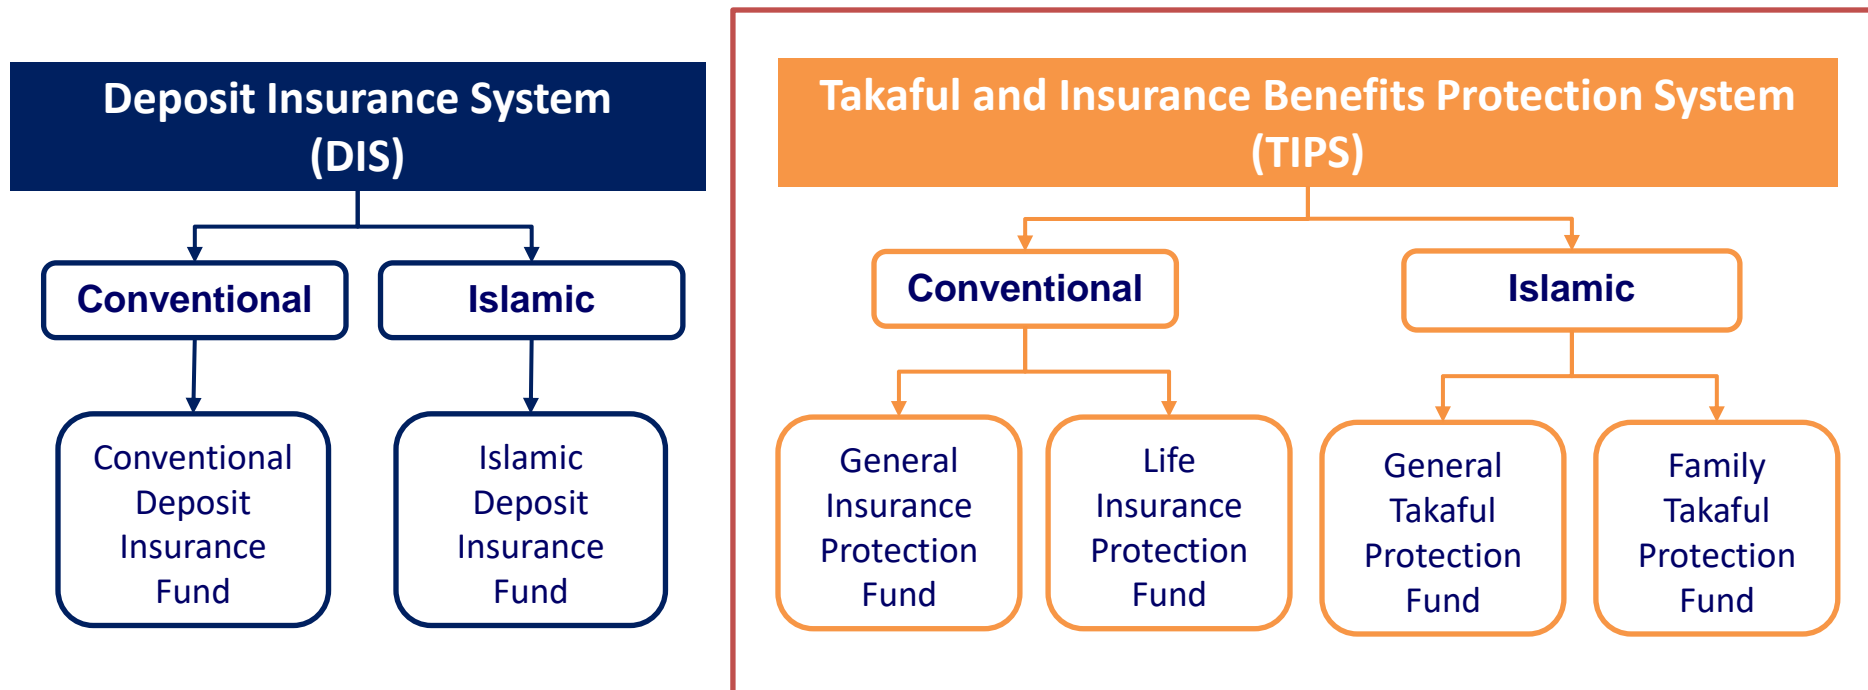 Deposit Insurance System
(DIS)
Conventional
Islamic
Conventional
Deposit
Insurance
Fund
Islamic
Deposit
Insurance
Fund
Takaful and Insurance Benefits Protection System
(TIPS)
Conventional
Islamic
General
Insurance
Protection
Fund
Life
Insurance
Protection
Fund
General
Takaful
Protection
Fund
Family
Takaful
Protection
Fund